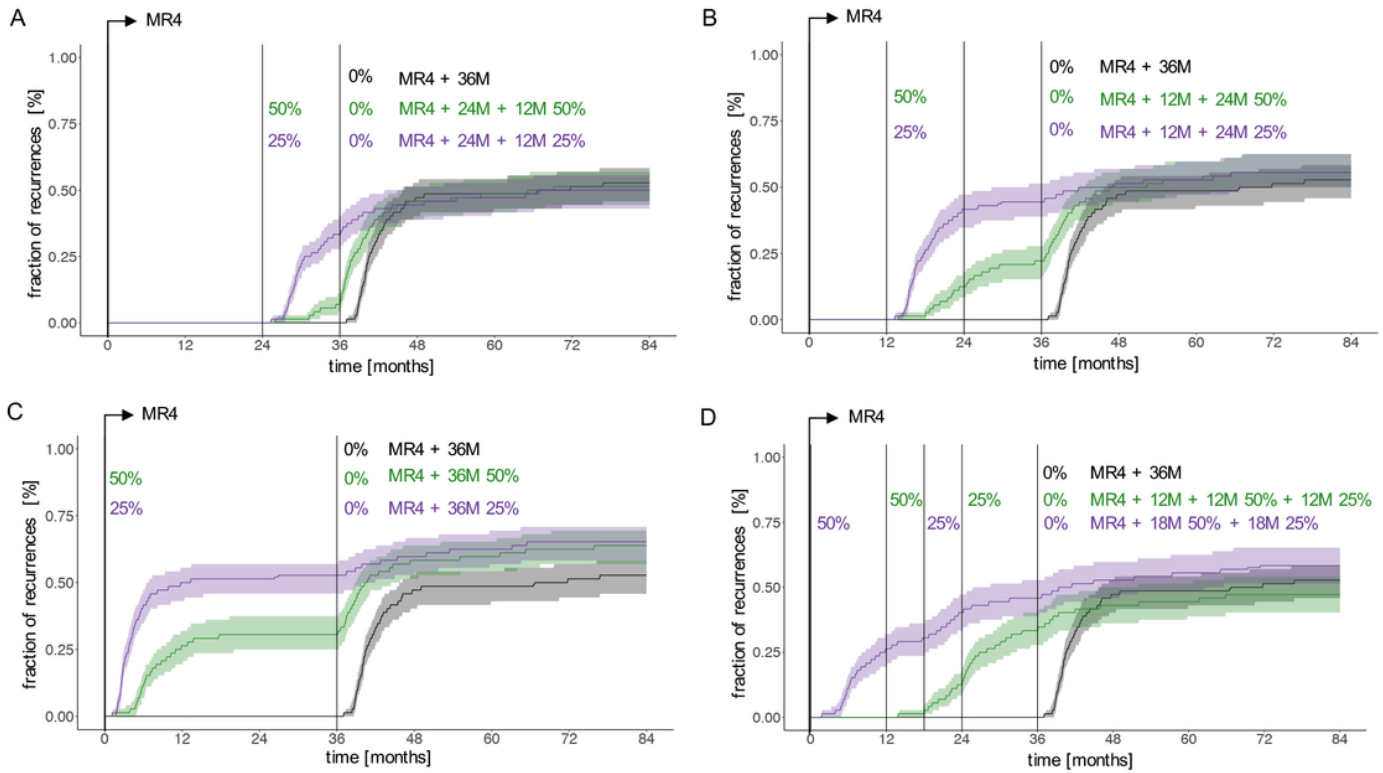 A
MR4
fraction of recurrences [%]
1.00
0.75
0.50
0.25
0.00
50%
25%
0% MR4 + 36M
0% MR4 + 24M + 12M 50%
0% MR4 + 24M + 12M 25%
0 12 24 36 48 60 72 84
time [months]
B
MR4
fraction of recurrences [%]
1.00
0.75
0.50
0.25
0.00
50%
25%
0% MR4 + 36M
0% MR4 + 12M + 24M 50%
0% MR4 + 12M + 24M 25%
0 12 24 36 48 60 72 84
time [months]
C
MR4
fraction of recurrences [%]
1.00
0.75
0.50
0.25
0.00
50%
25%
0% MR4 + 36M
0% MR4 + 36M 50%
0% MR4 + 36M 25%
0 12 24 36 48 60 72 84
time [months]
D
MR4
fraction of recurrences [%]
1.00
0.75
0.50
0.25
0.00
50% 25%
50% 25%
0% MR4 + 36M
0% MR4 + 12M + 12M 50% + 12M 25%
0% MR4 + 18M 50% + 18M 25%
0 12 18 24 36 48 60 72 84
time [months]